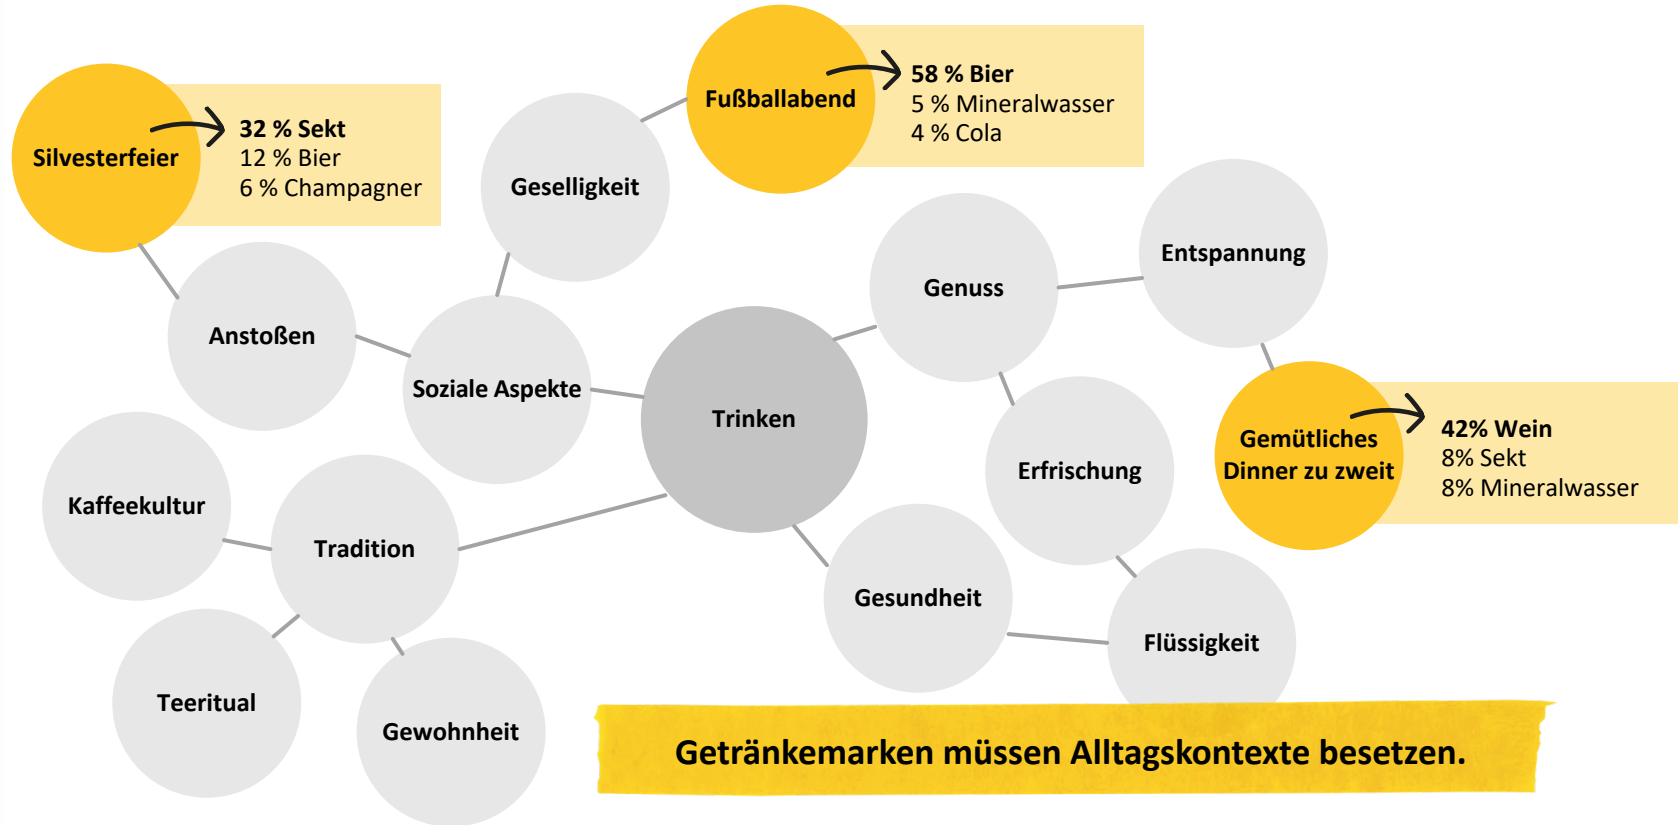 Silvesterfeier
32 % Sekt
12 % Bier
6 % Champagner
Fußballabend
58 % Bier
5 % Mineralwasser
4 % Cola
Geselligkeit
Anstoßen
Soziale Aspekte
Trinken
Genuss
Entspannung
Gemütliches
Dinner zu zweit
42% Wein
8% Sekt
8% Mineralwasser
Erfrischung
Kaffeekultur
Tradition
Teeritual
Gewohnheit
Gesundheit
Flüssigkeit
Getränkemarken müssen Alltagskontexte besetzen.